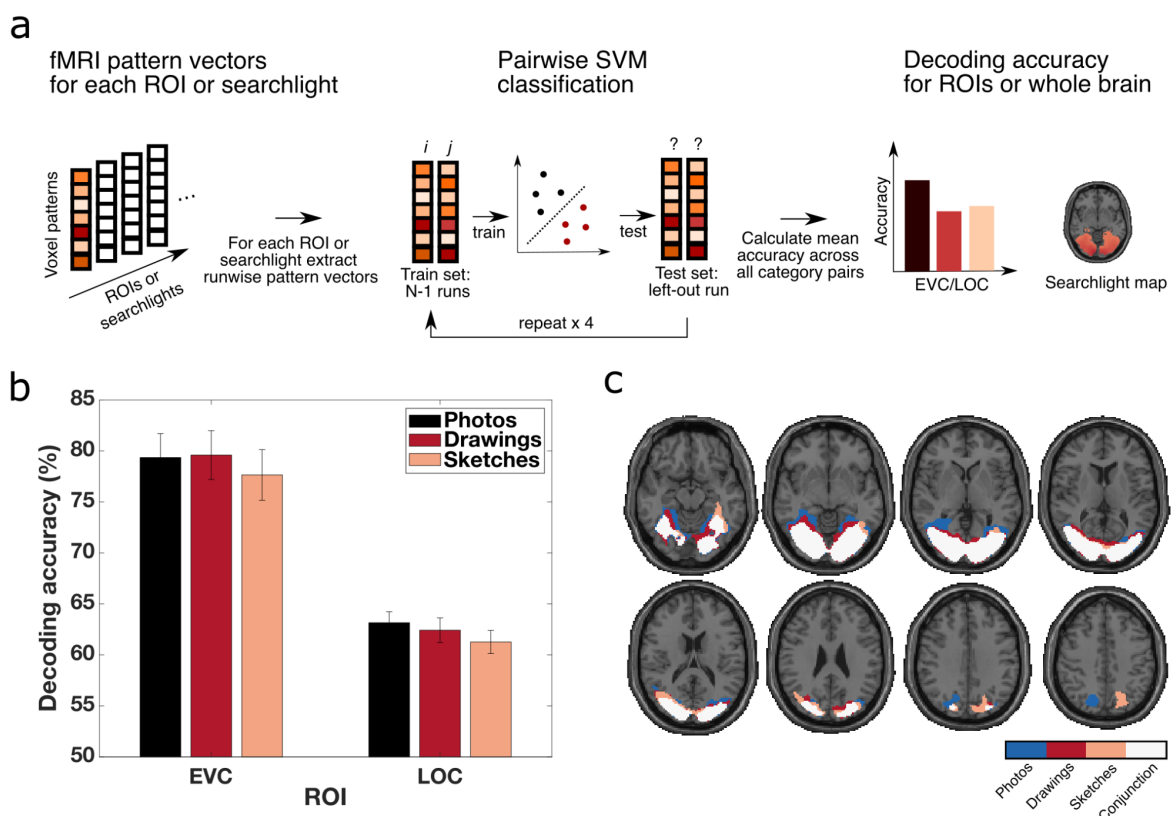 a
fMRI pattern vectors
for each ROI or searchlight
Pairwise SVM
classification
Decoding accuracy
for ROIs or whole brain
Voxel patterns
...
ROIs or
searchlights
For each ROI or
searchlight extract
runwise pattern vectors
i j
Train set:
N-1 runs
train
test
? ?
Test set:
left-out run
repeat x 4
Calculate mean
accuracy across
all category pairs
Accuracy
EVC/LOC
Searchlight map
b
Decoding accuracy (%)
85
80
75
70
65
60
55
50
Photos
Drawings
Sketches
EVC
LOC
ROI
c
Photos
Drawings
Sketches
Conjunction